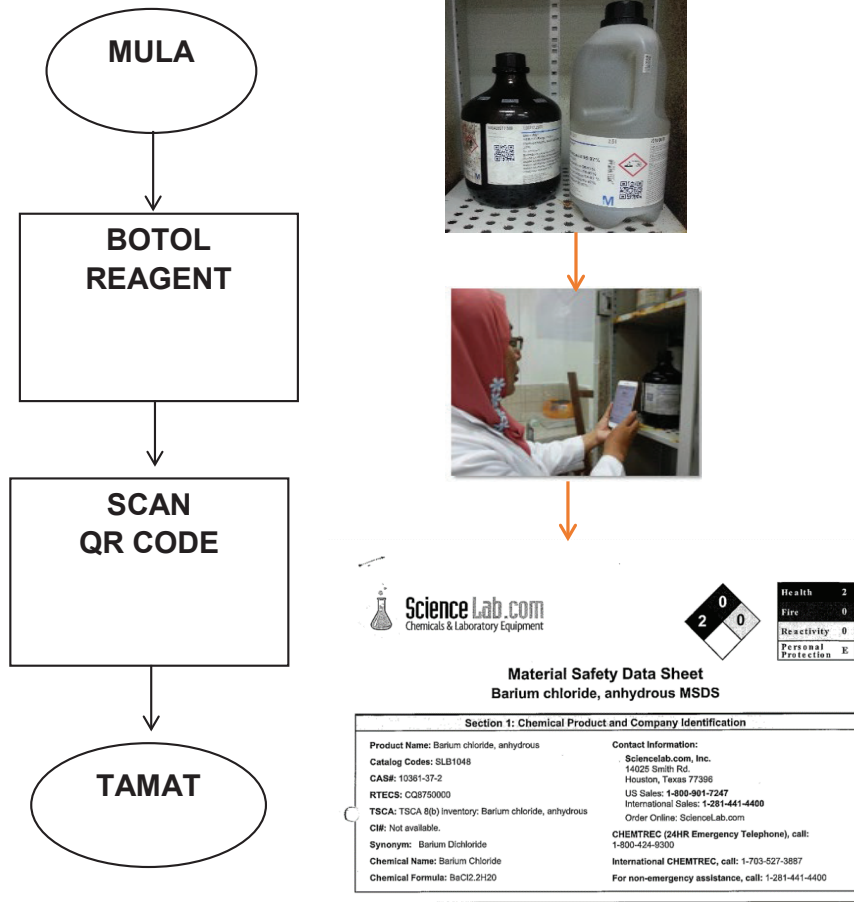 MULA
BOTOL
REAGENT
SCAN
QR CODE
TAMAT
M
Science Lab.com
Chemicals & Laboratory Equipment
0
2
0
Health 2
Fire 0
Reactivity 0
Personal
Protection E
Material Safety Data Sheet
Barium chloride, anhydrous MSDS
Section 1: Chemical Product and Company Identification
Product Name: Barium chloride, anhydrous
Catalog Codes: SLB1048
CAS#: 10361-37-2
RTECS: CQ8750000
TSCA: TSCA 8(b) inventory: Barium chloride, anhydrous
CI#: Not available.
Synonym: Barium Dichloride
Chemical Name: Barium Chloride
Chemical Formula: BaCl2.2H20
Contact Information:
Sciencelab.com, Inc.
14025 Smith Rd.
Houston, Texas 77396
US Sales: 1-800-901-7247
International Sales: 1-281-441-4400
Order Online: ScienceLab.com
CHEMTREC (24HR Emergency Telephone), call:
1-800-424-9300
International CHEMTREC, call: 1-703-527-3887
For non-emergency assistance, call: 1-281-441-4400